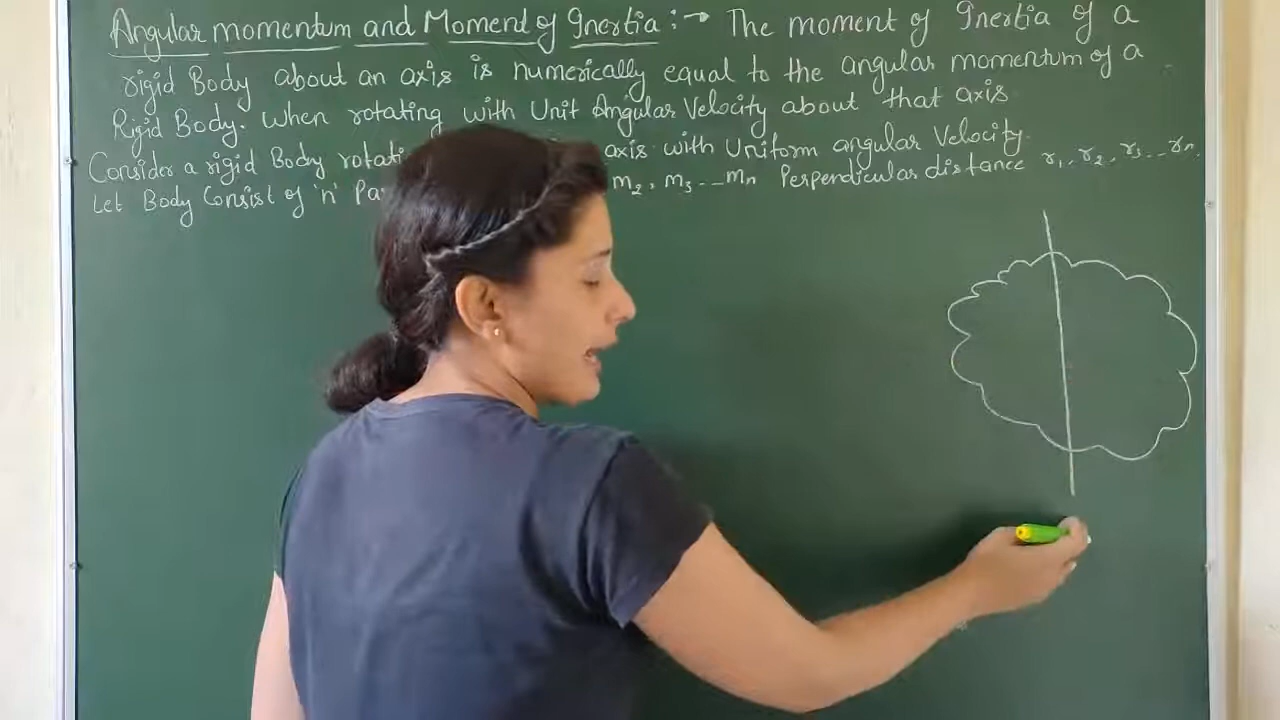 Angular momentum and Moment of Inertia :→ The moment of Inertia of a
rigid Body about an axis is numerically equal to the angular momentum of a
Rigid Body. When rotating with Unit Angular Velocity about that axis
Consider a rigid Body axis with Uniform angular Velocity.
Let Body Consist of 'n' m₂, m₃ --- mₙ Perpendicular distance r₁, r₂, r₃ --- rₙ.